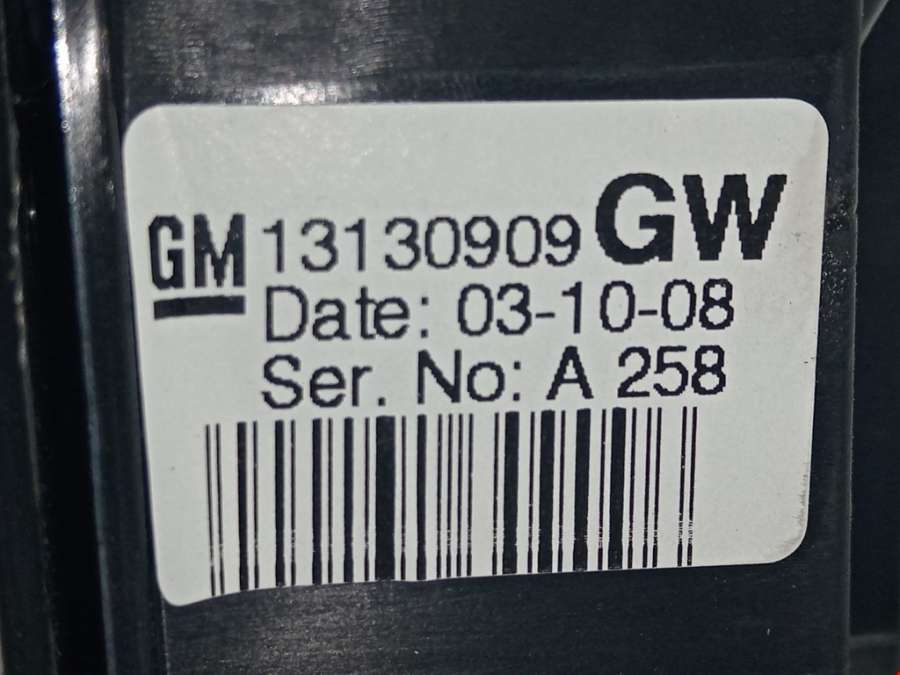 GM 13130909 GW
Date: 03-10-08
Ser. No: A 258